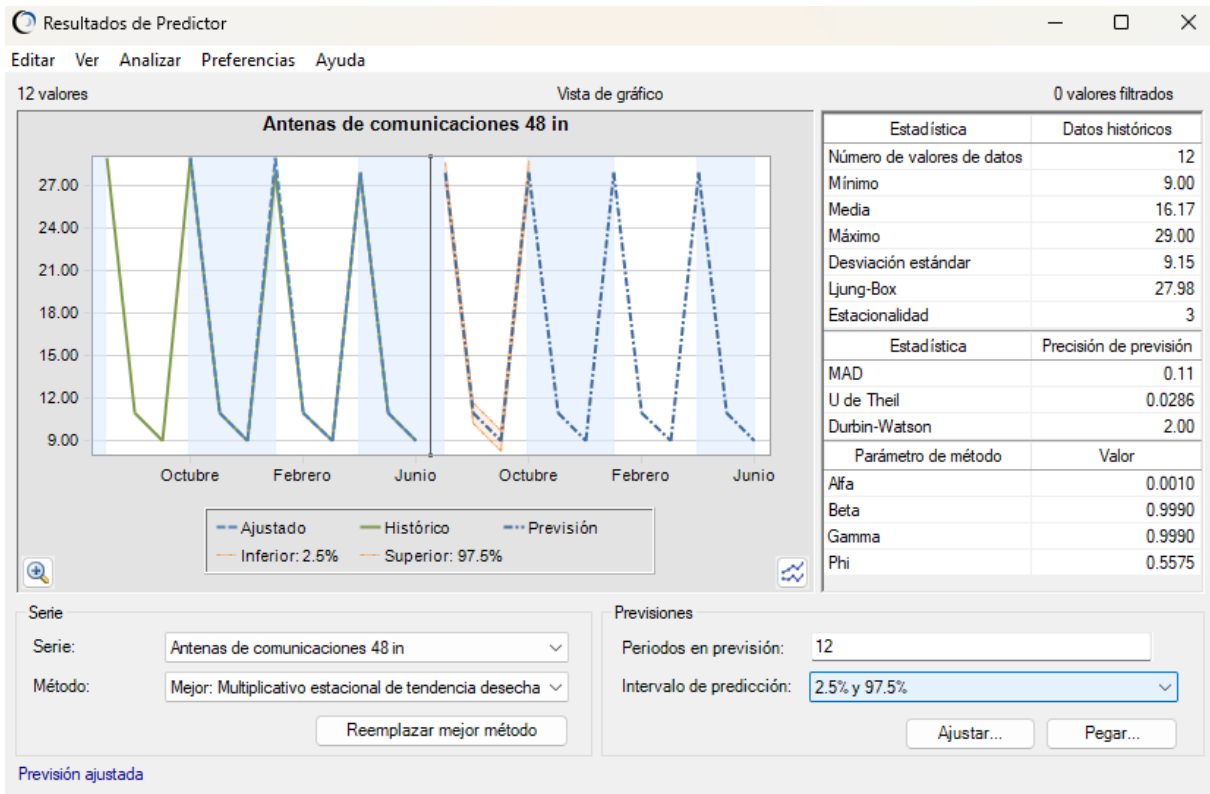 Resultados de Predictor
Editar Ver Analizar Preferencias Ayuda
12 valores Vista de gráfico 0 valores filtrados
Antenas de comunicaciones 48 in
27.00
24.00
21.00
18.00
15.00
12.00
9.00
Octubre Febrero Junio Octubre Febrero Junio
Ajustado Histórico Previsión
Inferior: 2.5% Superior: 97.5%
Estadística Datos históricos
Número de valores de datos 12
Mínimo 9.00
Media 16.17
Máximo 29.00
Desviación estándar 9.15
Ljung-Box 27.98
Estacionalidad 3
Estadística Precisión de previsión
MAD 0.11
U de Theil 0.0286
Durbin-Watson 2.00
Parámetro de método Valor
Alfa 0.0010
Beta 0.9990
Gamma 0.9990
Phi 0.5575
Serie
Serie: Antenas de comunicaciones 48 in
Método: Mejor: Multiplicativo estacional de tendencia desecha
Reemplazar mejor método
Previsiones
Periodos en previsión: 12
Intervalo de predicción: 2.5% y 97.5%
Ajustar... Pegar...
Previsión ajustada